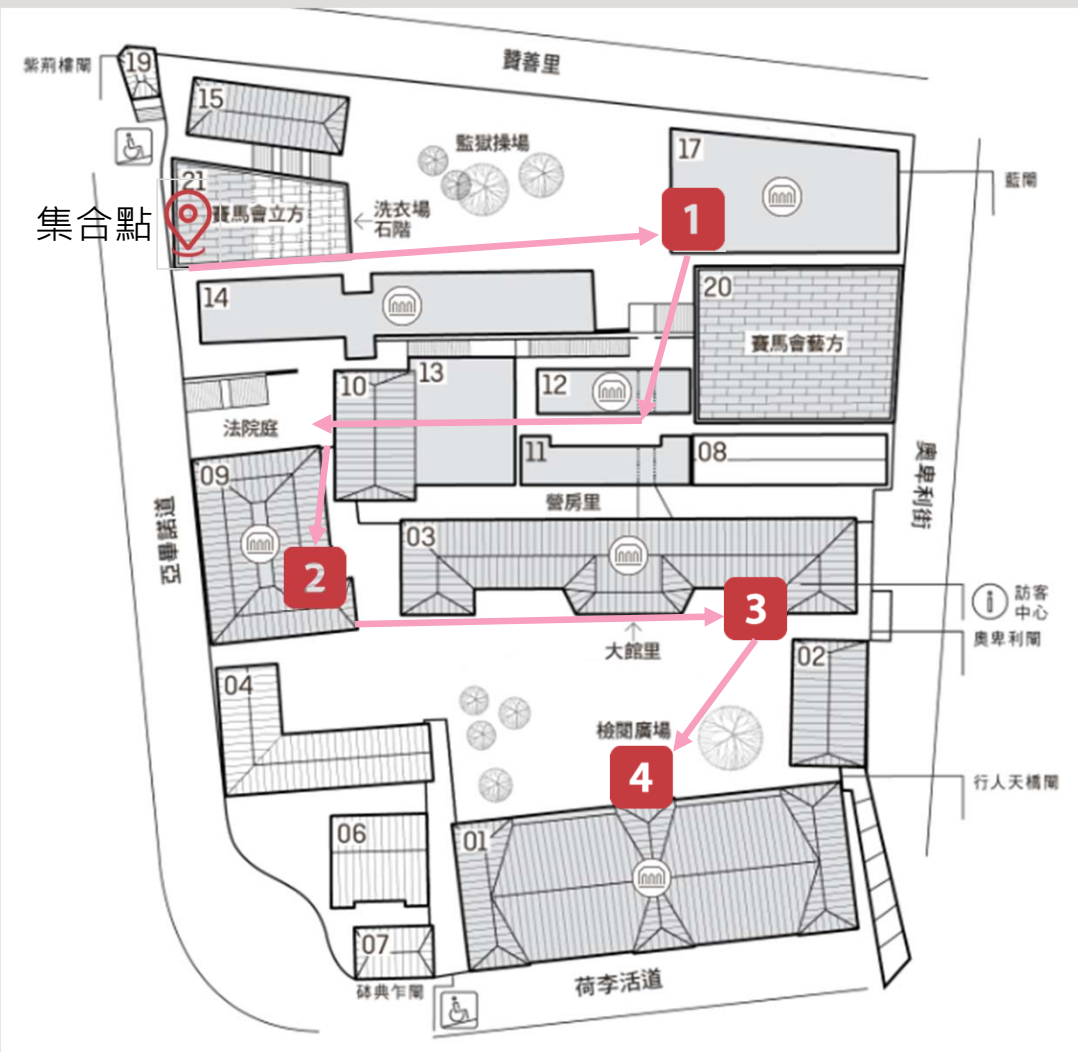 贊善里
紫荊樓閘
19
15
監獄操場
17
藍閘
21
賽馬會立方
集合點
洗衣場
石階
1
14
20
賽馬會藝方
10
13
12
法院庭
11
08
09
營房里
奧卑利街
亞畢諾道
03
2
3
訪客
中心
大館里
奧卑利閘
02
04
檢閱廣場
4
行人天橋閘
06
01
07
砵典乍閘
荷李活道